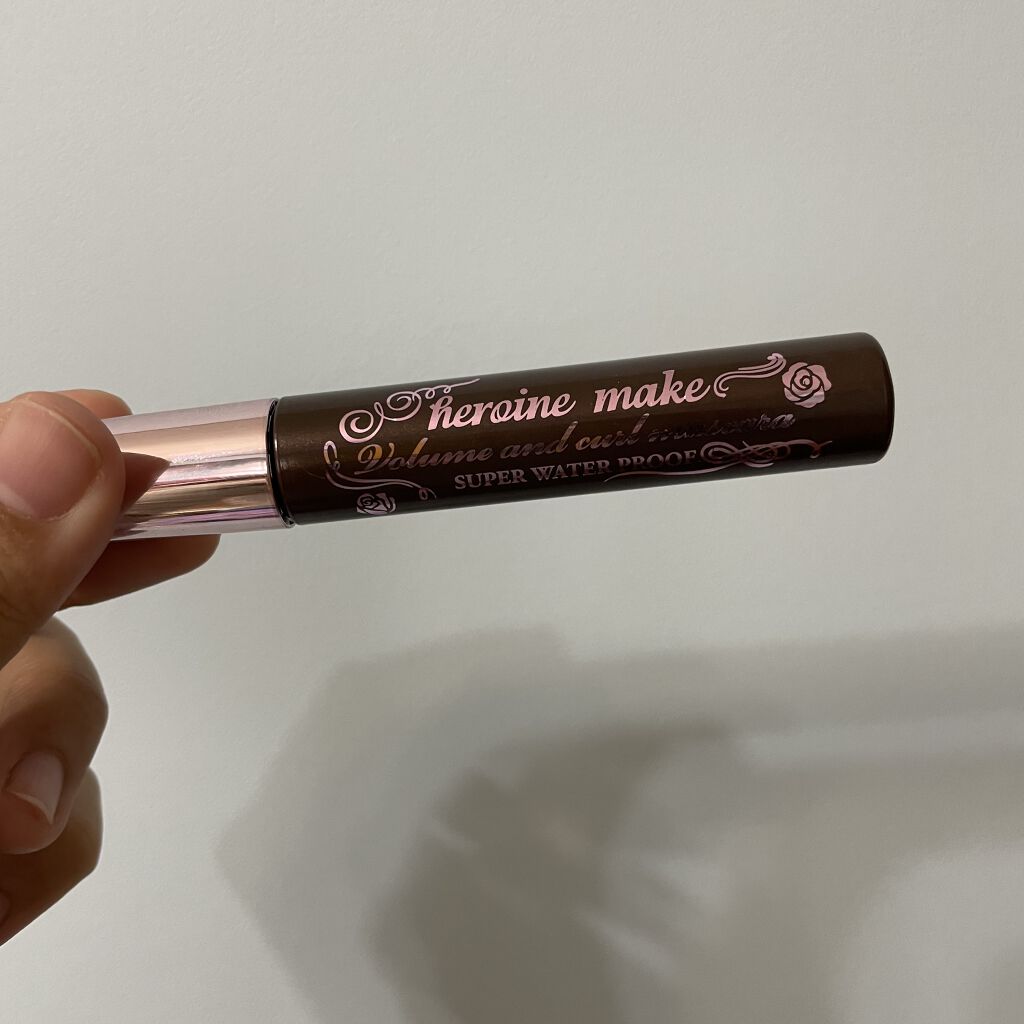 heroine make
Volume and curl mascara
SUPER WATER PROOF